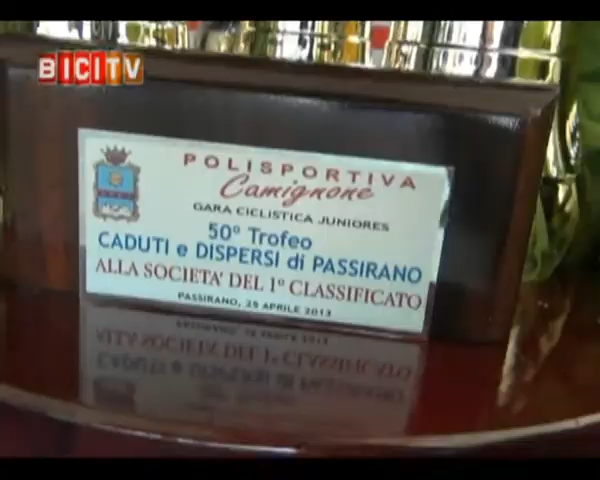 BICITV
POLISPORTIVA
Camignone
GARA CICLISTICA JUNIORES
50° Trofeo
CADUTI e DISPERSI di PASSIRANO
ALLA SOCIETA' DEL 1° CLASSIFICATO
PASSIRANO, 25 APRILE 2013